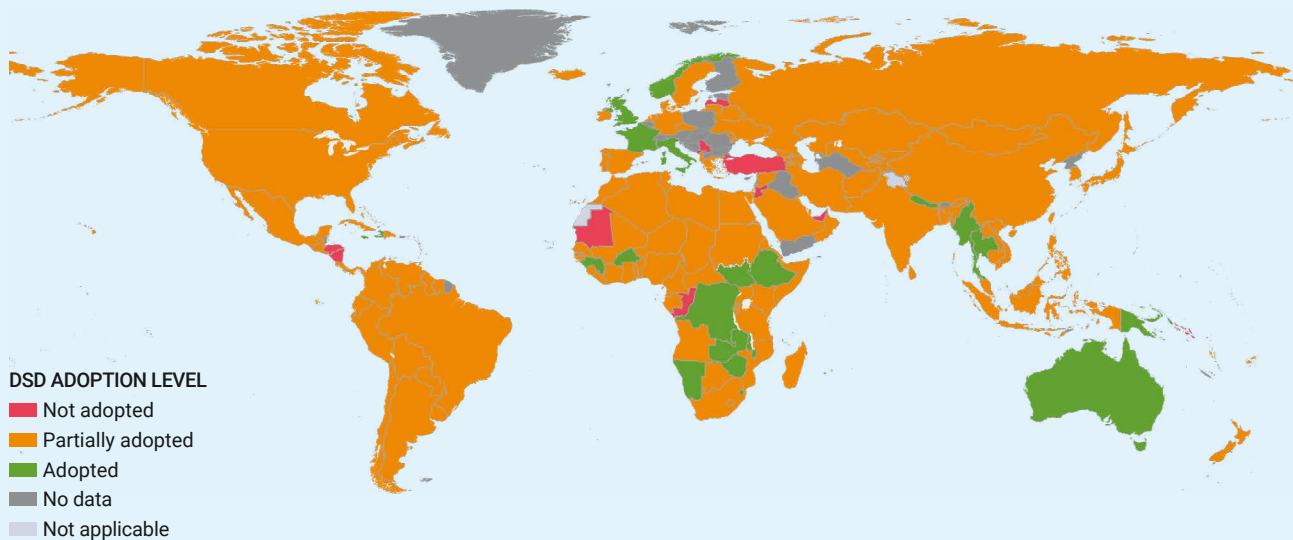 DSD ADOPTION LEVEL
Not adopted
Partially adopted
Adopted
No data
Not applicable